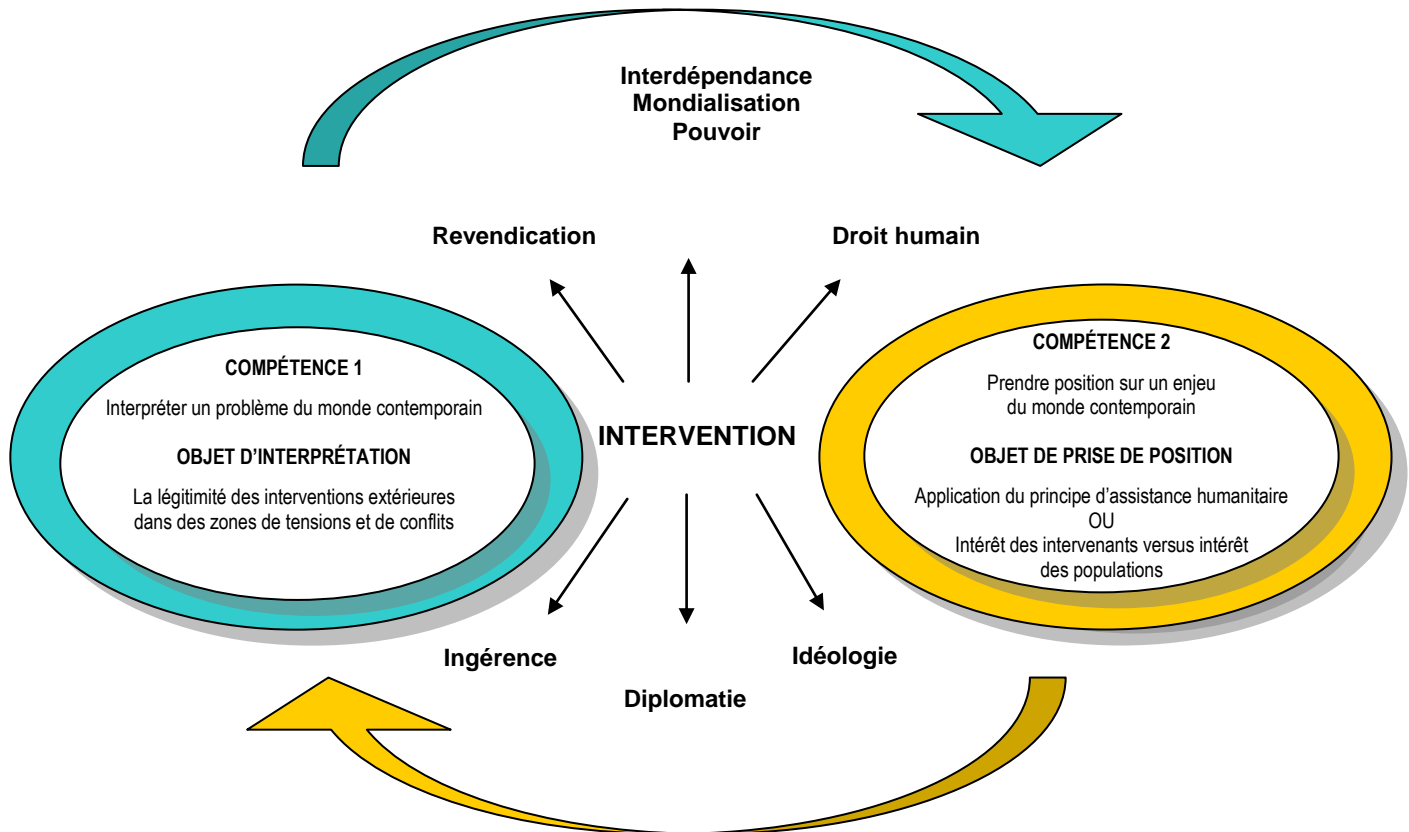 Interdépendance
Mondialisation
Pouvoir
Revendication
Droit humain
COMPÉTENCE 1
Interpréter un problème du monde contemporain
OBJET D'INTERPRÉTATION
La légitimité des interventions extérieures
dans des zones de tensions et de conflits
INTERVENTION
COMPÉTENCE 2
Prendre position sur un enjeu
du monde contemporain
OBJET DE PRISE DE POSITION
Application du principe d'assistance humanitaire
OU
Intérêt des intervenants versus intérêt
des populations
Ingérence
Diplomatie
Idéologie